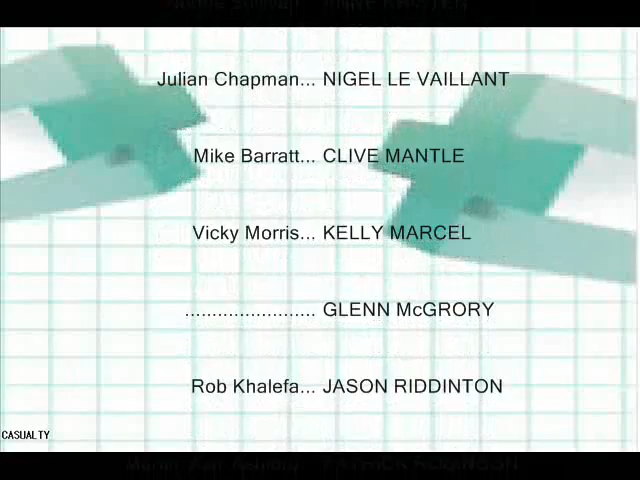 Julian Chapman... NIGEL LE VAILLANT
Mike Barratt... CLIVE MANTLE
Vicky Morris... KELLY MARCEL
........................ GLENN McGRORY
Rob Khalefa... JASON RIDDINTON
CASUALTY